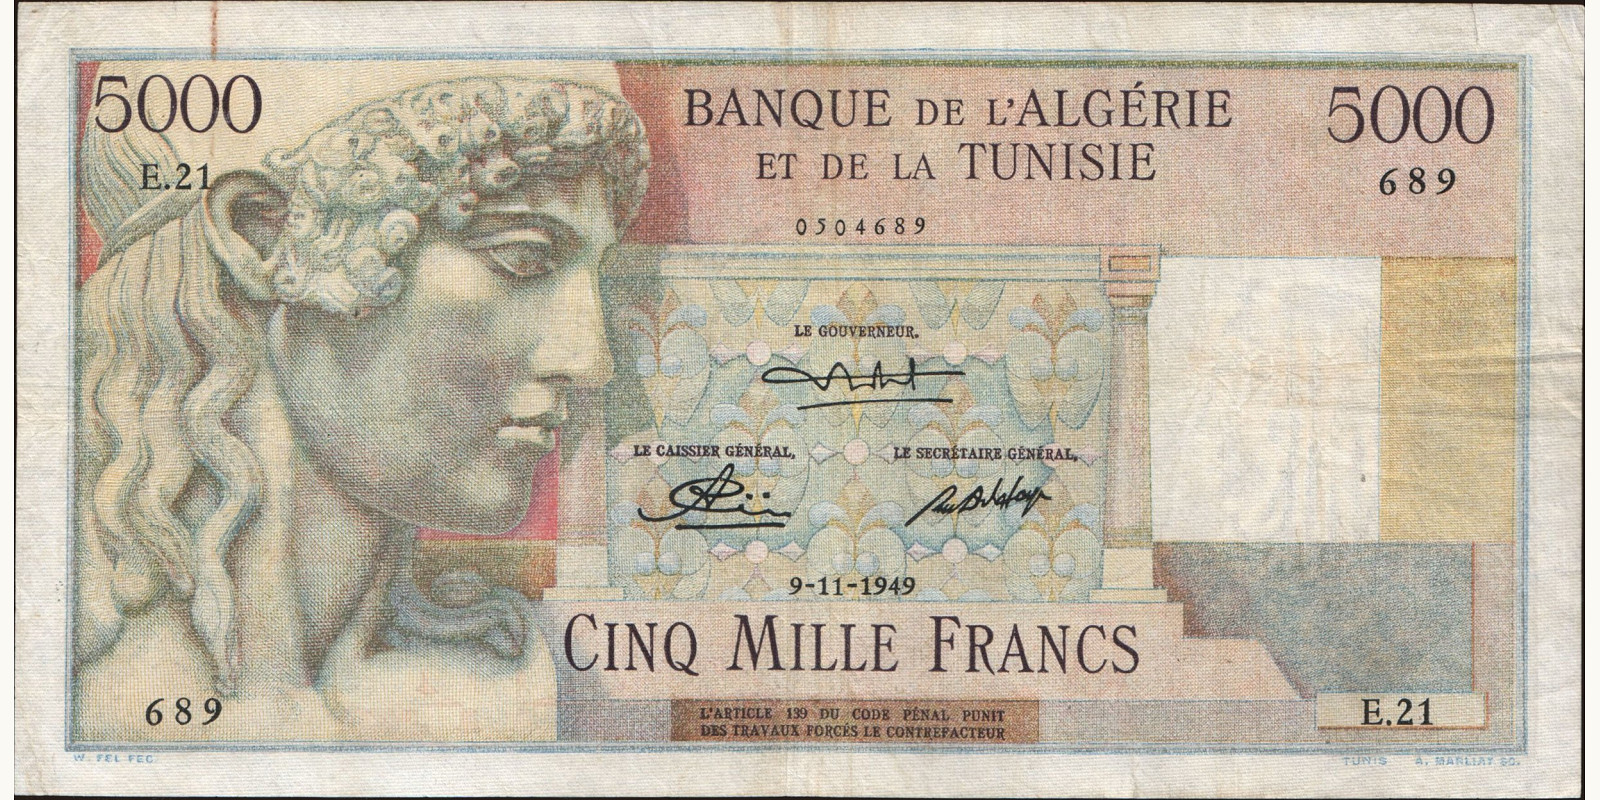 5000
BANQUE DE L'ALGÉRIE
5000
E.21
ET DE LA TUNISIE
689
0504689
LE GOUVERNEUR.
LE CAISSIER GÉNÉRAL,
LE SECRÉTAIRE GÉNÉRAL,
9-11-1949
CINQ MILLE FRANCS
689
L'ARTICLE 139 DU CODE PÉNAL PUNIT
DES TRAVAUX FORCÉS LE CONTREFACTEUR
E.21
W. FEL FEC.
TUNIS A. MARLIAT SC.